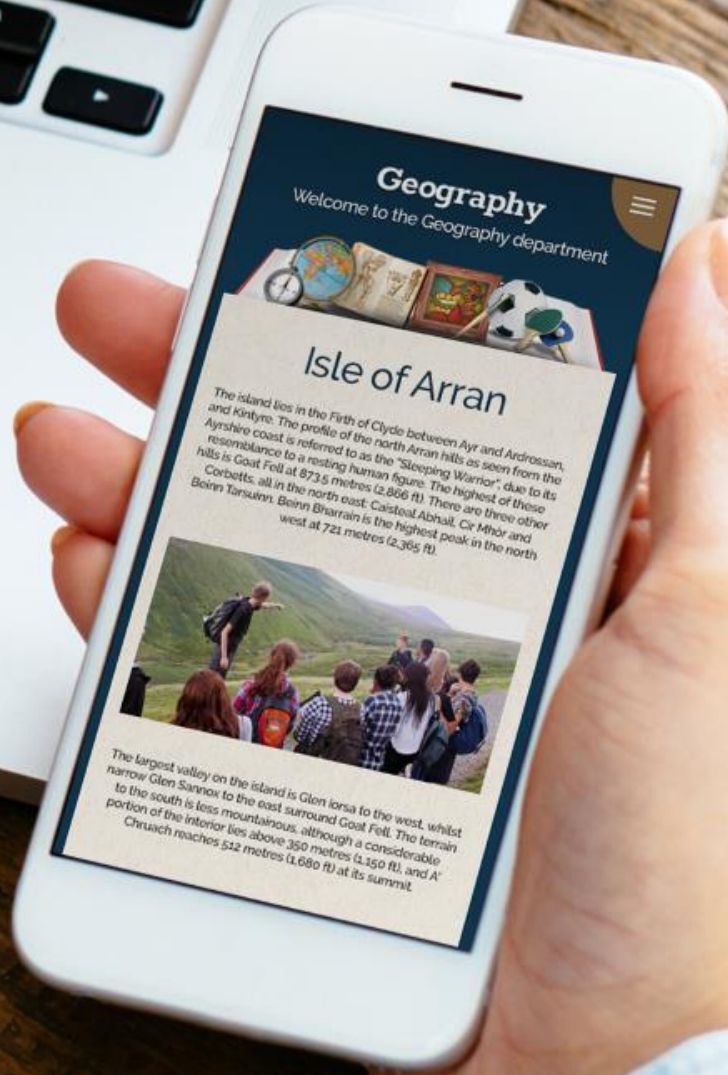 Geography
Welcome to the Geography department
Isle of Arran
The island lies in the Firth of Clyde between Ayr and Ardrossan,
and Kintyre. The profile of the north Arran hills as seen from the
Ayrshire coast is referred to as the "Sleeping Warrior", due to its
resemblance to a resting human figure. The highest of these
hills is Goat Fell at 873.5 metres (2,866 ft). There are three other
Corbetts, all in the north east: Caisteal Abhail, Cìr Mhòr and
Beinn Tarsuinn. Beinn Bharrain is the highest peak in the north
west at 721 metres (2,365 ft).
The largest valley on the island is Glen Iorsa to the west, whilst
narrow Glen Sannox to the east surround Goat Fell. The terrain
to the south is less mountainous, although a considerable
portion of the interior lies above 350 metres (1,150 ft), and A'
Chruach reaches 512 metres (1,680 ft) at its summit.